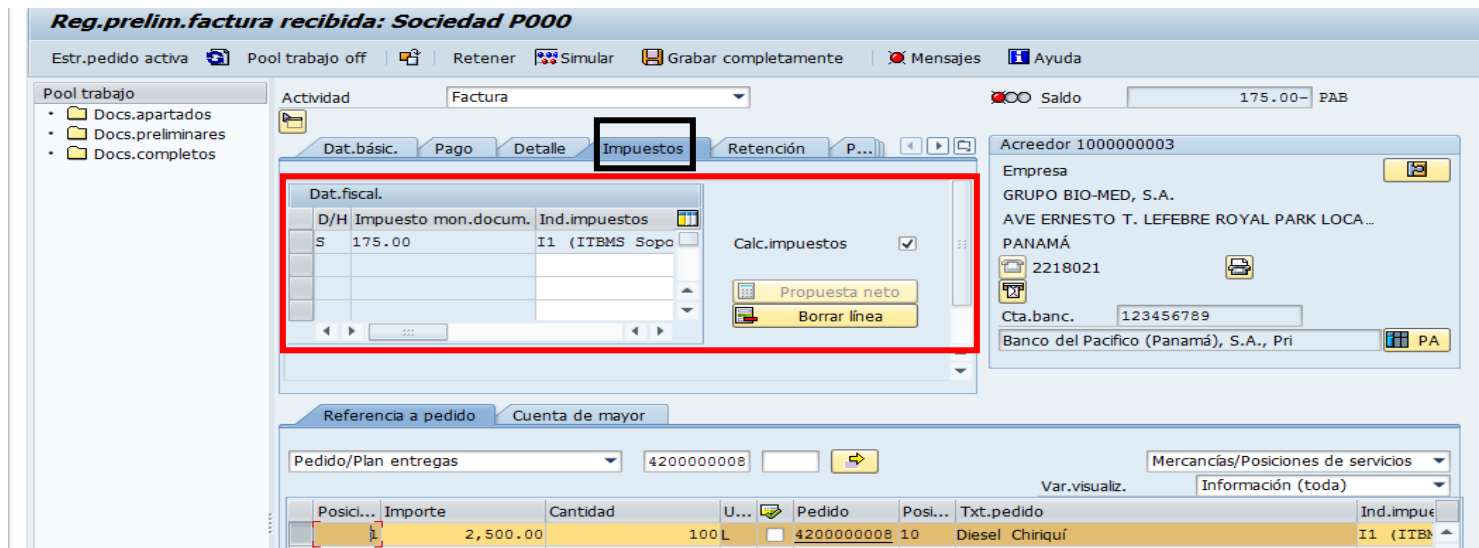 Reg.prelim.factura recibida: Sociedad P000
Estr.pedido activa Pool trabajo off Retener Simular Grabar completamente Mensajes Ayuda
Pool trabajo
Docs.apartados
Docs.preliminares
Docs.completos
Actividad Factura Saldo 175.00- PAB
Dat.básic. Pago Detalle Impuestos Retención P...
Dat.fiscal.
D/H Impuesto mon.docum. Ind.impuestos
S 175.00 I1 (ITBMS Sopo
Calc.impuestos
Propuesta neto
Borrar línea
Acreedor 1000000003
Empresa
GRUPO BIO-MED, S.A.
AVE ERNESTO T. LEFEBRE ROYAL PARK LOCA...
PANAMÁ
2218021
Cta.banc. 123456789
Banco del Pacifico (Panamá), S.A., Pri PA
Referencia a pedido Cuenta de mayor
Pedido/Plan entregas 4200000008 Mercancías/Posiciones de servicios
Var.visualiz. Información (toda)
Posici... Importe Cantidad U... Pedido Posi... Txt.pedido Ind.impue
1 2,500.00 100 L 4200000008 10 Diesel Chiriquí I1 (ITBM